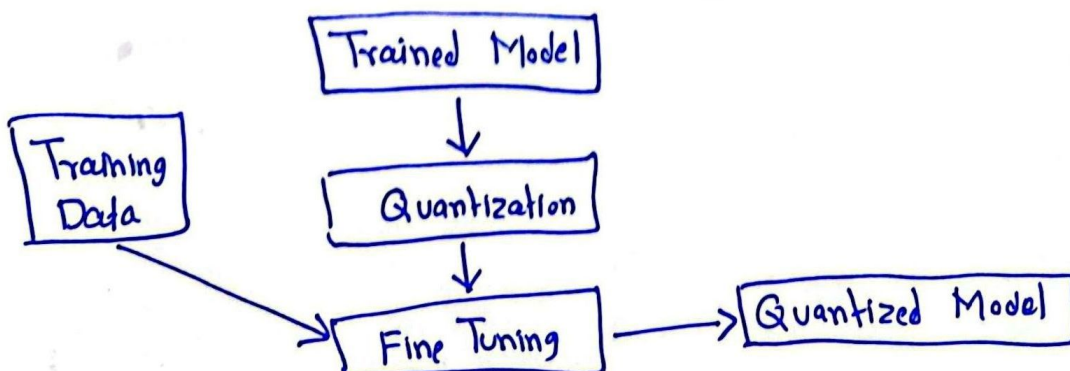 Trained Model
Training
Data
Quantization
Fine Tuning
Quantized Model